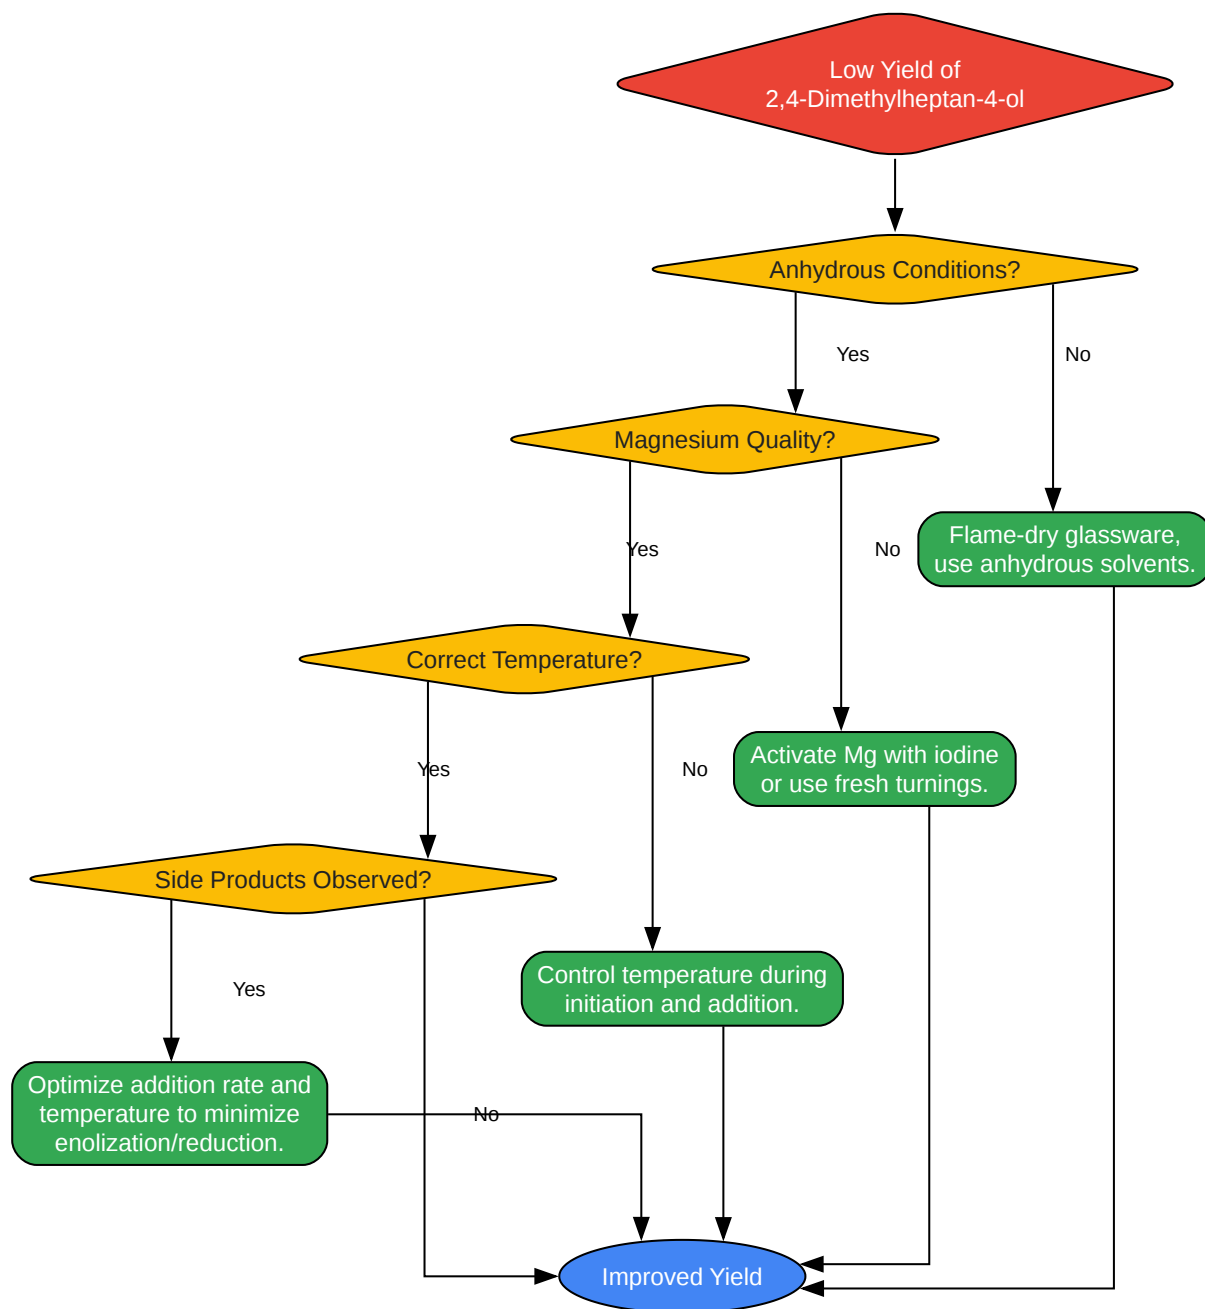 Low Yield of
2,4-Dimethylheptan-4-ol
Anhydrous Conditions?
Yes
No
Magnesium Quality?
Flame-dry glassware,
use anhydrous solvents.
Yes
No
Correct Temperature?
Activate Mg with iodine
or use fresh turnings.
Yes
No
Side Products Observed?
Control temperature during
initiation and addition.
Yes
Optimize addition rate and
temperature to minimize
enolization/reduction.
No
Improved Yield